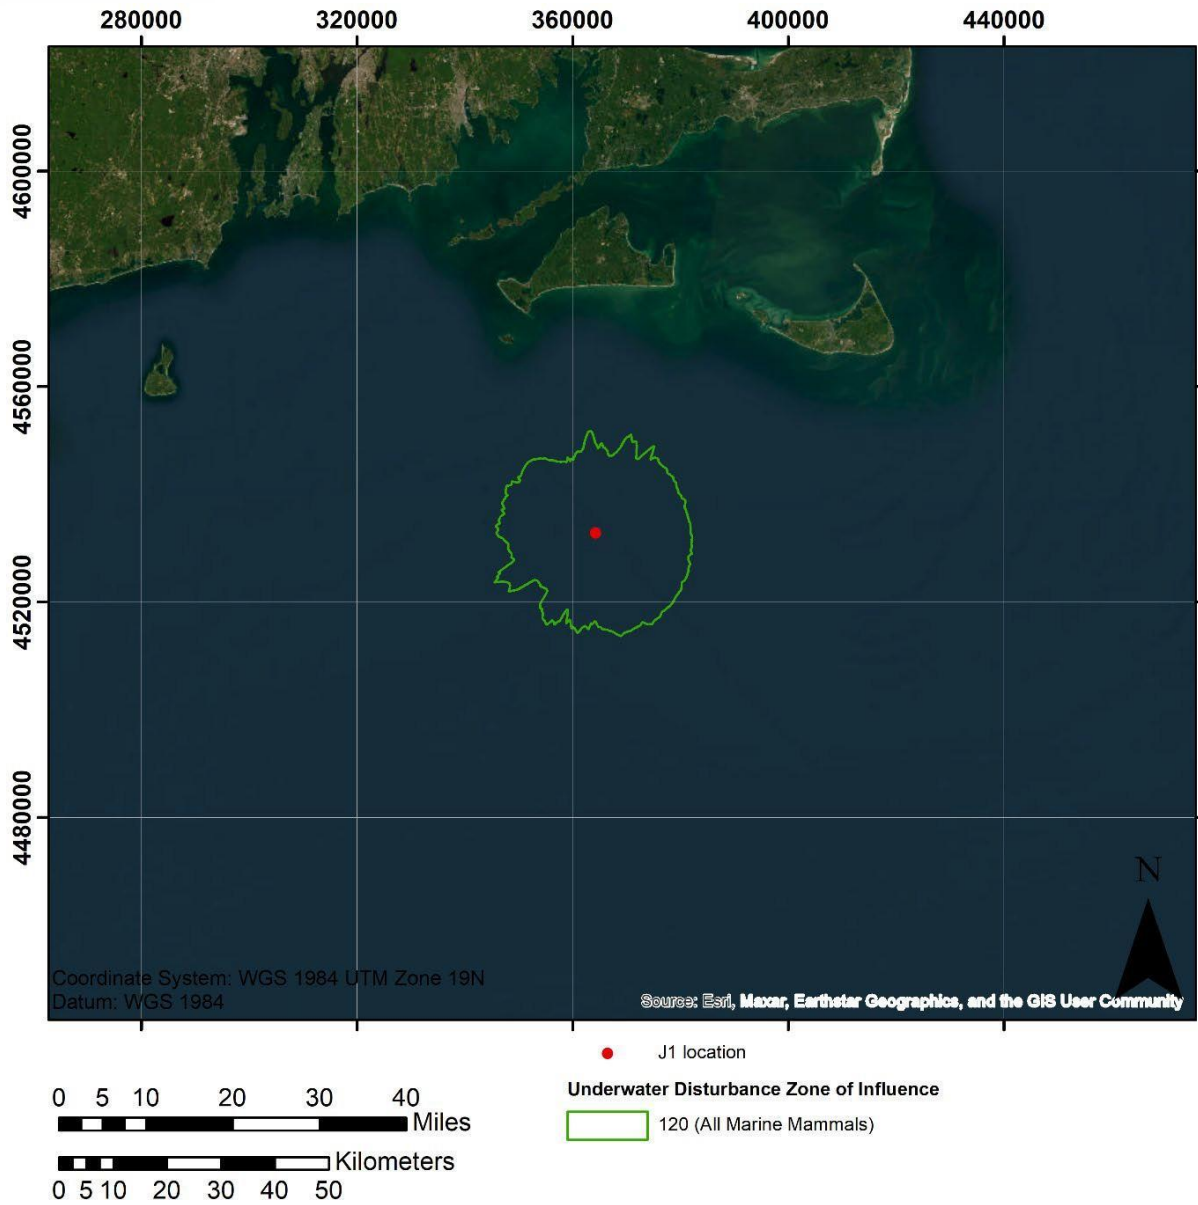 280000 320000 360000 400000 440000
4600000
4560000
4520000
4480000
N
Coordinate System: WGS 1984 UTM Zone 19N
Datum: WGS 1984
Source: Esri, Maxar, Earthstar Geographics, and the GIS User Community
J1 location
Underwater Disturbance Zone of Influence
120 (All Marine Mammals)
0 5 10 20 30 40
Miles
Kilometers
0 5 10 20 30 40 50